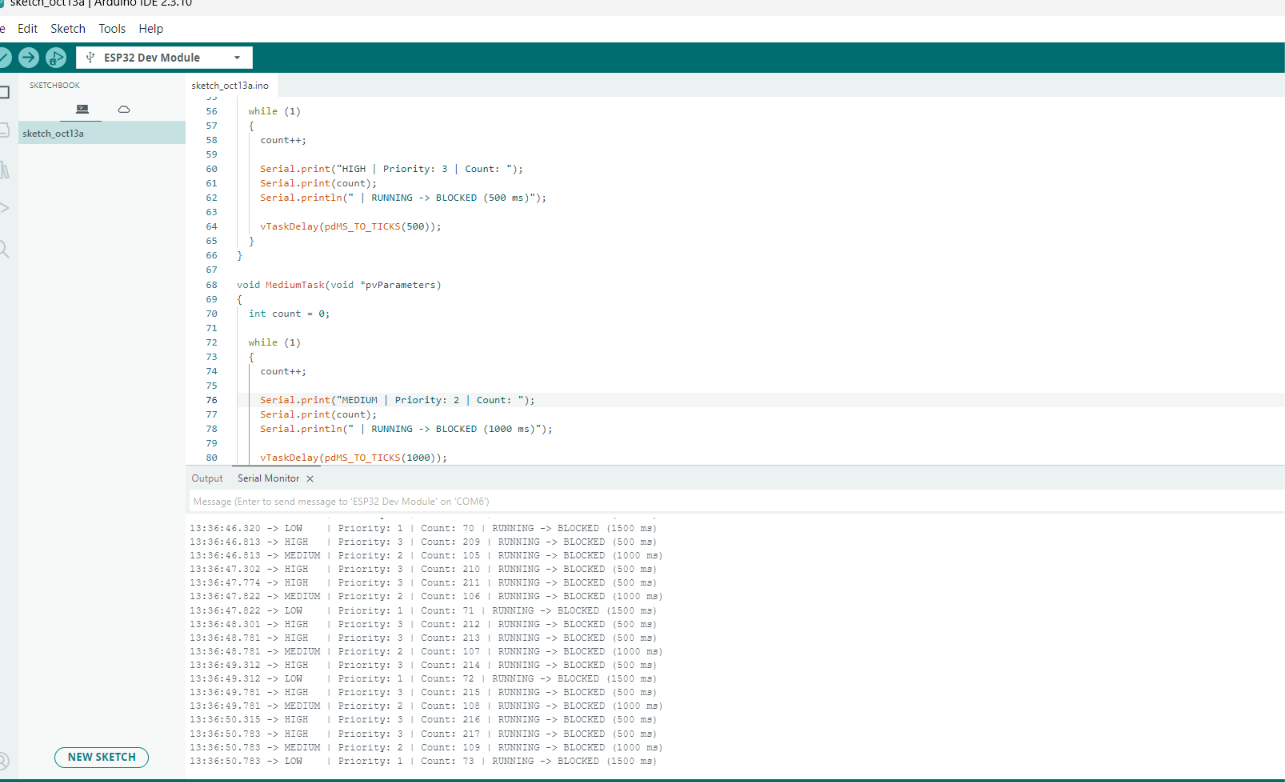 sketch_oct13a | Arduino IDE 2.3.10
Edit Sketch Tools Help
ESP32 Dev Module
SKETCHBOOK
sketch_oct13a
NEW SKETCH
sketch_oct13a.ino
55
56 while (1)
57 {
58 count++;
59
60 Serial.print("HIGH | Priority: 3 | Count: ");
61 Serial.print(count);
62 Serial.println(" | RUNNING -> BLOCKED (500 ms)");
63
64 vTaskDelay(pdMS_TO_TICKS(500));
65 }
66 }
67
68 void MediumTask(void *pvParameters)
69 {
70 int count = 0;
71
72 while (1)
73 {
74 count++;
75
76 Serial.print("MEDIUM | Priority: 2 | Count: ");
77 Serial.print(count);
78 Serial.println(" | RUNNING -> BLOCKED (1000 ms)");
79
80 vTaskDelay(pdMS_TO_TICKS(1000));
Output Serial Monitor ×
Message (Enter to send message to 'ESP32 Dev Module' on 'COM6')
13:36:46.320 -> LOW | Priority: 1 | Count: 70 | RUNNING -> BLOCKED (1500 ms)
13:36:46.813 -> HIGH | Priority: 3 | Count: 209 | RUNNING -> BLOCKED (500 ms)
13:36:46.813 -> MEDIUM | Priority: 2 | Count: 105 | RUNNING -> BLOCKED (1000 ms)
13:36:47.302 -> HIGH | Priority: 3 | Count: 210 | RUNNING -> BLOCKED (500 ms)
13:36:47.774 -> HIGH | Priority: 3 | Count: 211 | RUNNING -> BLOCKED (500 ms)
13:36:47.822 -> MEDIUM | Priority: 2 | Count: 106 | RUNNING -> BLOCKED (1000 ms)
13:36:47.822 -> LOW | Priority: 1 | Count: 71 | RUNNING -> BLOCKED (1500 ms)
13:36:48.301 -> HIGH | Priority: 3 | Count: 212 | RUNNING -> BLOCKED (500 ms)
13:36:48.781 -> HIGH | Priority: 3 | Count: 213 | RUNNING -> BLOCKED (500 ms)
13:36:48.781 -> MEDIUM | Priority: 2 | Count: 107 | RUNNING -> BLOCKED (1000 ms)
13:36:49.312 -> HIGH | Priority: 3 | Count: 214 | RUNNING -> BLOCKED (500 ms)
13:36:49.312 -> LOW | Priority: 1 | Count: 72 | RUNNING -> BLOCKED (1500 ms)
13:36:49.781 -> HIGH | Priority: 3 | Count: 215 | RUNNING -> BLOCKED (500 ms)
13:36:49.781 -> MEDIUM | Priority: 2 | Count: 108 | RUNNING -> BLOCKED (1000 ms)
13:36:50.315 -> HIGH | Priority: 3 | Count: 216 | RUNNING -> BLOCKED (500 ms)
13:36:50.783 -> HIGH | Priority: 3 | Count: 217 | RUNNING -> BLOCKED (500 ms)
13:36:50.783 -> MEDIUM | Priority: 2 | Count: 109 | RUNNING -> BLOCKED (1000 ms)
13:36:50.783 -> LOW | Priority: 1 | Count: 73 | RUNNING -> BLOCKED (1500 ms)